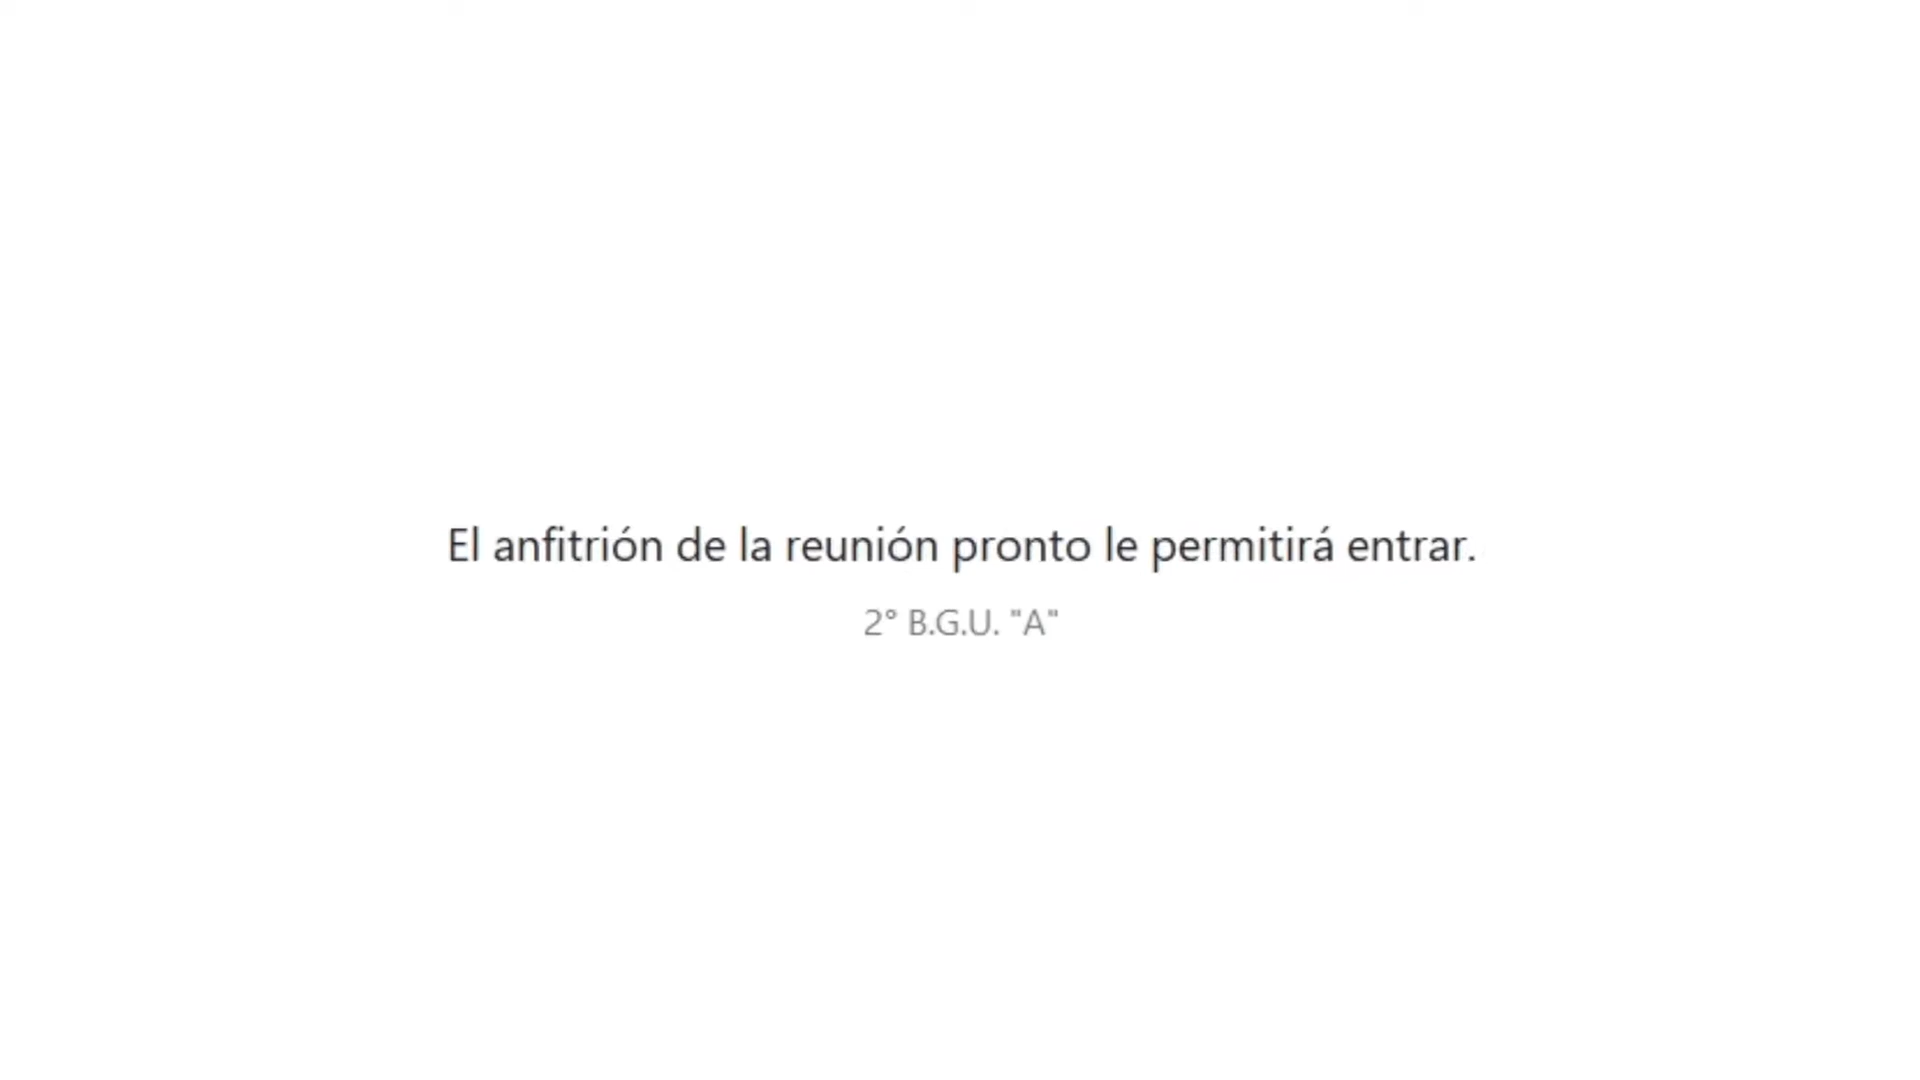 El anfitrión de la reunión pronto le permitirá entrar.
2° B.G.U. "A"